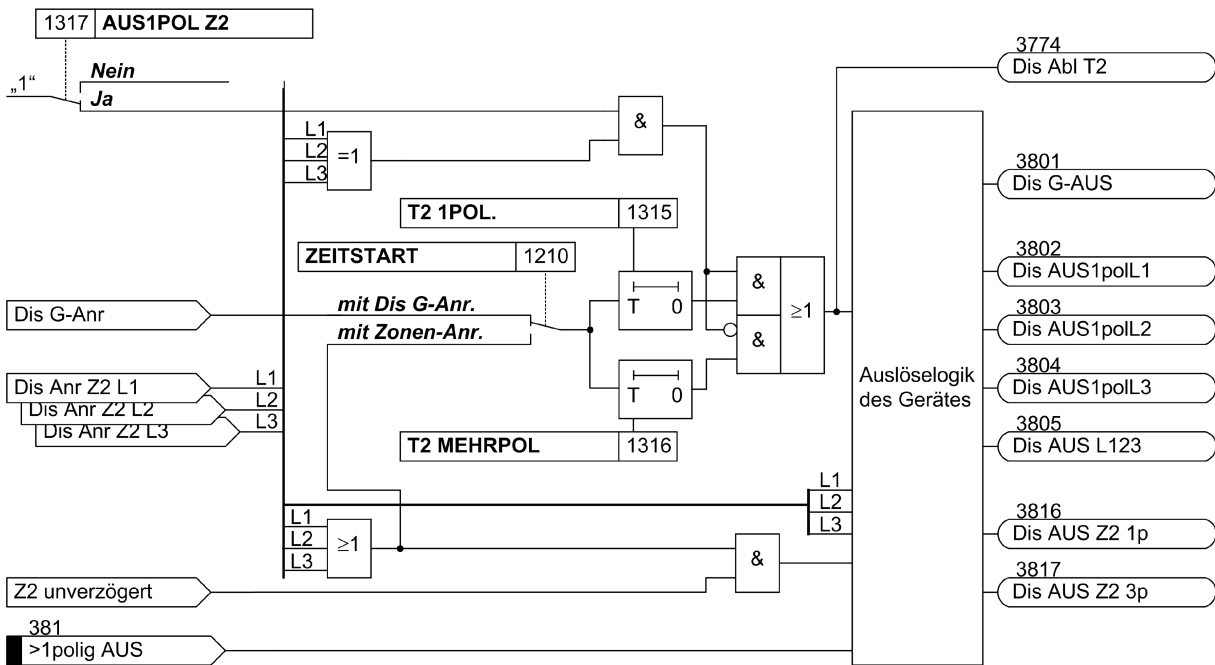 1317 AUS1POL Z2
„1“
Nein
Ja
L1
L2
L3
=1
&
T2 1POL. 1315
ZEITSTART 1210
T 0
Dis G-Anr
mit Dis G-Anr.
mit Zonen-Anr.
&
&
≥1
T 0
T2 MEHRPOL 1316
Dis Anr Z2 L1
Dis Anr Z2 L2
Dis Anr Z2 L3
L1
L2
L3
L1
L2
L3
L1
L2
L3
≥1
&
Z2 unverzögert
381
>1polig AUS
Auslöselogik
des Gerätes
3774
Dis Abl T2
3801
Dis G-AUS
3802
Dis AUS1polL1
3803
Dis AUS1polL2
3804
Dis AUS1polL3
3805
Dis AUS L123
3816
Dis AUS Z2 1p
3817
Dis AUS Z2 3p